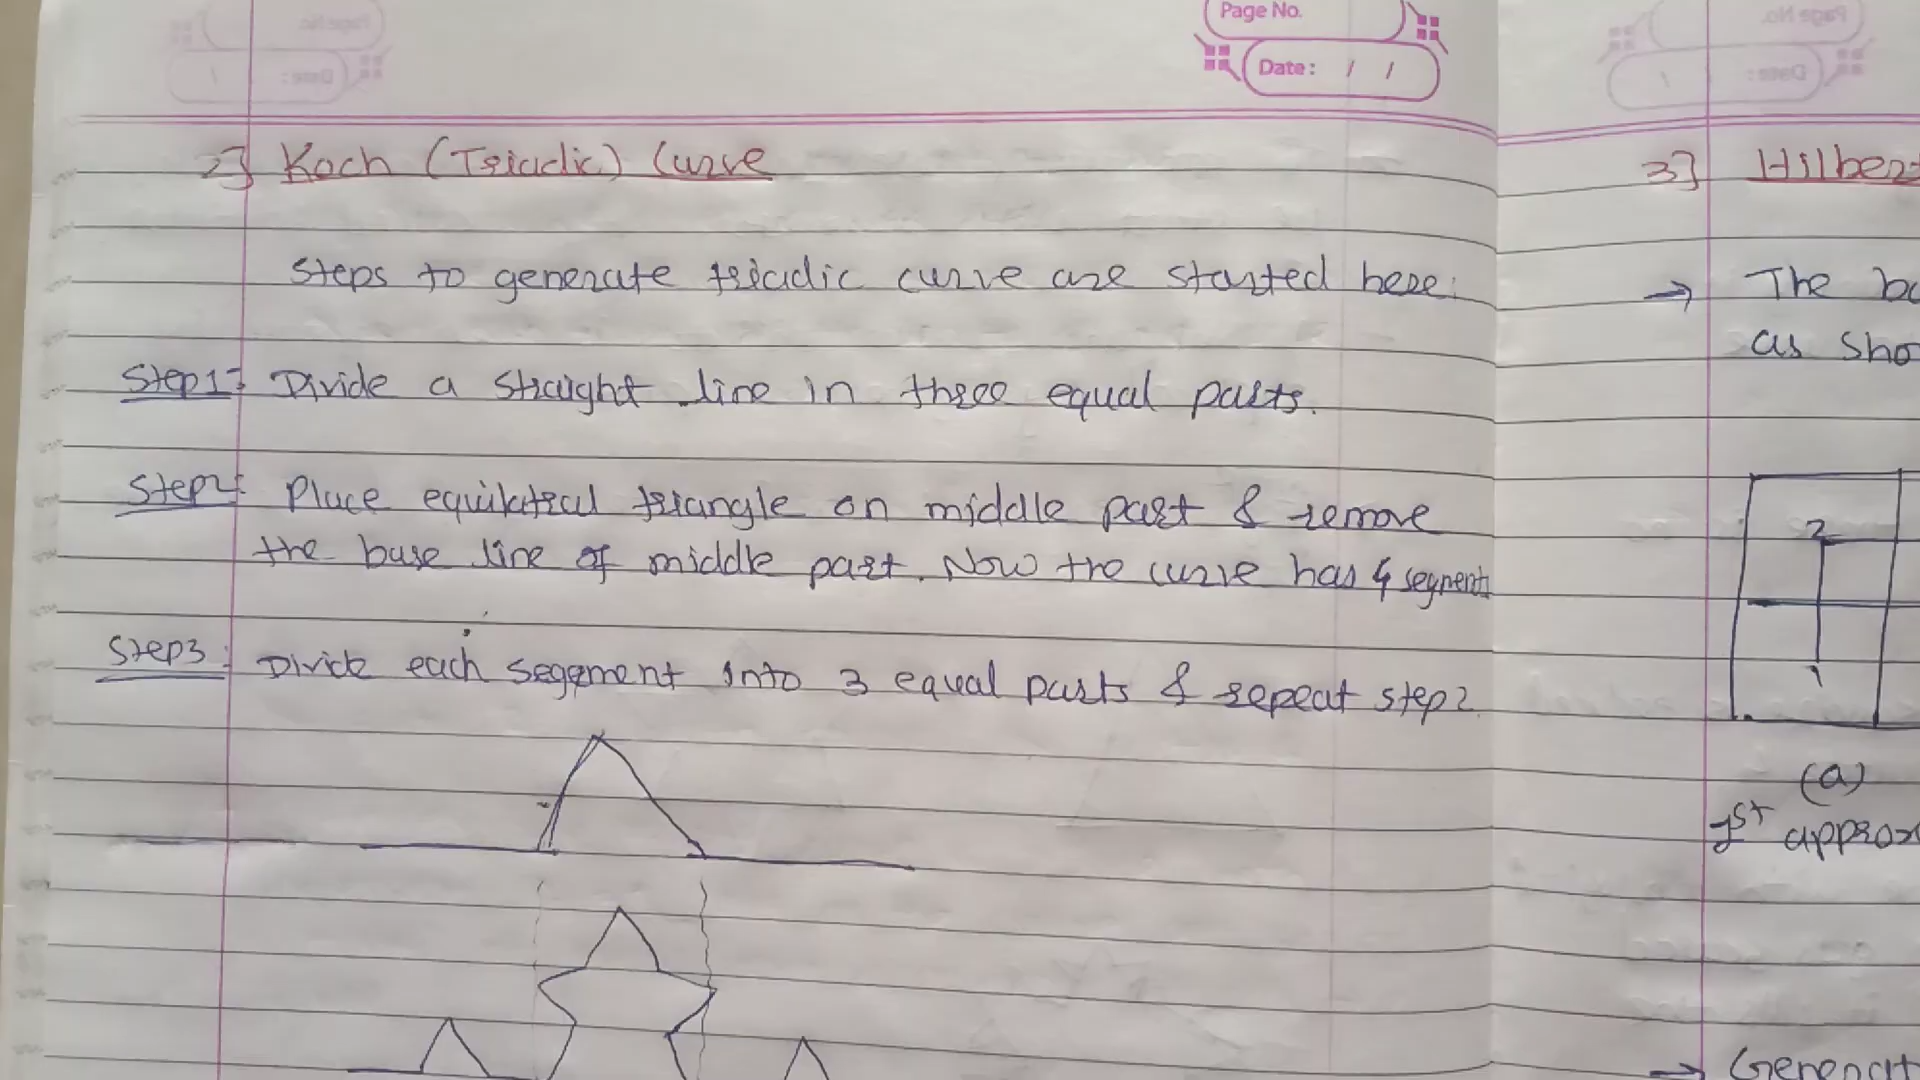 Page No.
Date: / /
2] Koch (Triadic) Curve
Steps to generate triadic curve are started here:
Step1: Divide a straight line in three equal parts.
Step2: Place equilatral triangle on middle part & remove
the base line of middle part. Now the curve has 4 segments
Step3: Divide each segement into 3 equal parts & repeat step2
3] Hilber
→ The
as sho
2
1
(a)
1st approx
→ Generat